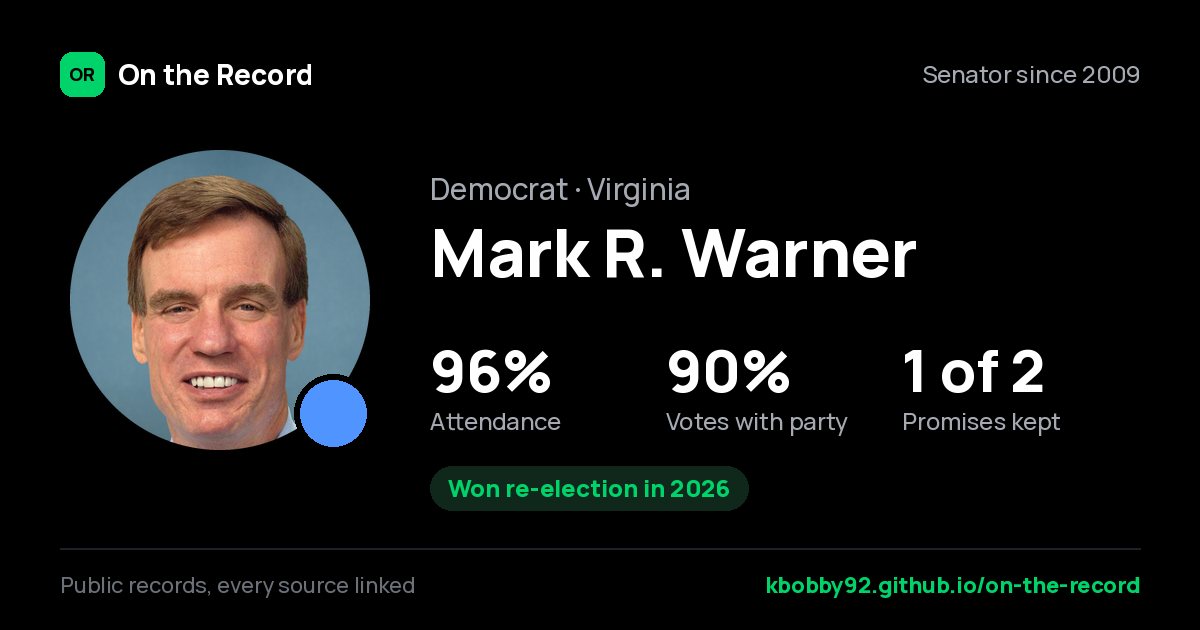 OR On the Record
Senator since 2009
Democrat · Virginia
Mark R. Warner
96% 90% 1 of 2
Attendance Votes with party Promises kept
Won re-election in 2026
Public records, every source linked
kbobby92.github.io/on-the-record